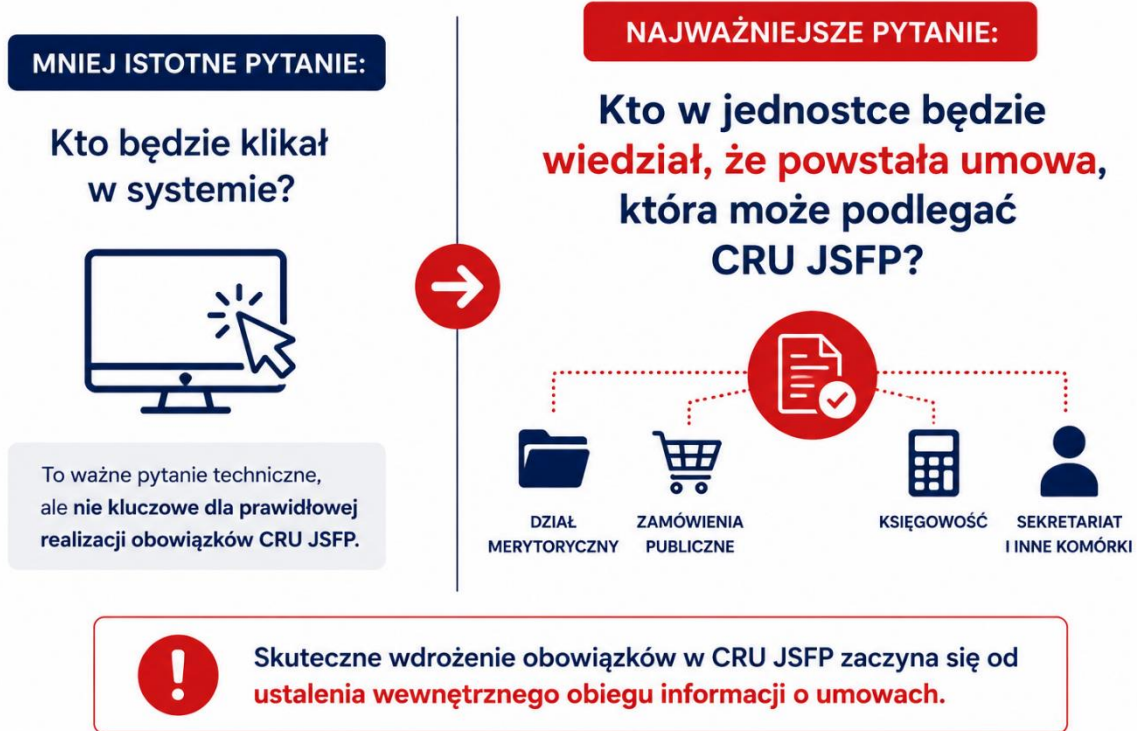 MNIEJ ISTOTNE PYTANIE:
Kto będzie klikał
w systemie?
To ważne pytanie techniczne,
ale nie kluczowe dla prawidłowej
realizacji obowiązków CRU JSFP.
NAJWAŻNIEJSZE PYTANIE:
Kto w jednostce będzie
wiedział, że powstała umowa,
która może podlegać
CRU JSFP?
DZIAŁ
MERYTORYCZNY
ZAMÓWIENIA
PUBLICZNE
KSIĘGOWOŚĆ
SEKRETARIAT
I INNE KOMÓRKI
Skuteczne wdrożenie obowiązków w CRU JSFP zaczyna się od
ustalenia wewnętrznego obiegu informacji o umowach.